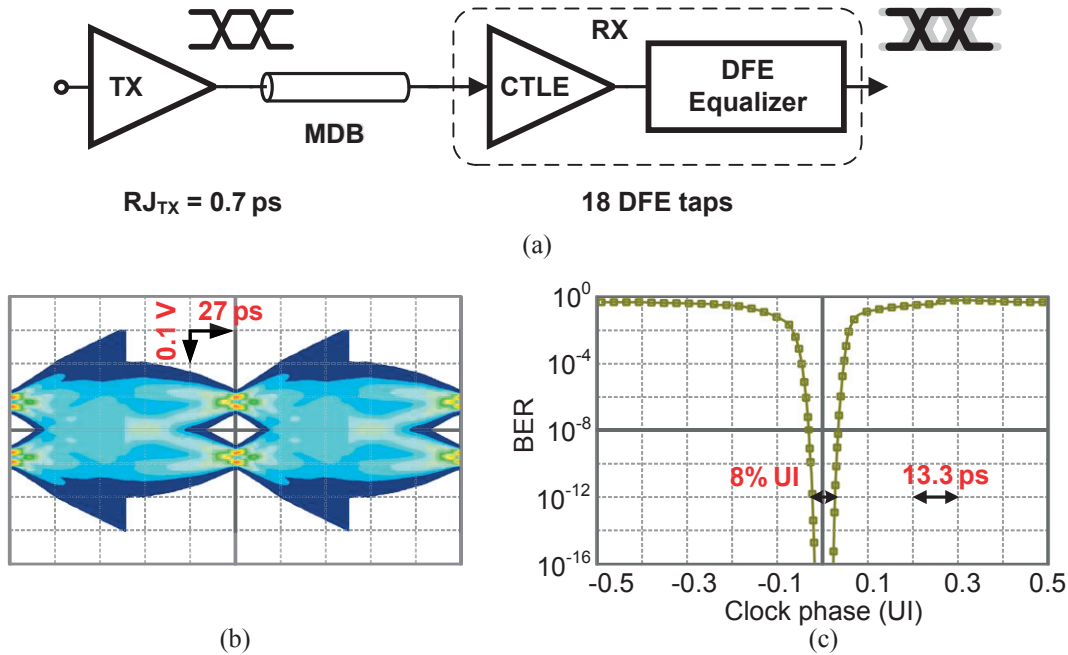 TX
MDB
RX
CTLE
DFE
Equalizer
RJTX = 0.7 ps
18 DFE taps
(a)
0.1 V
27 ps
(b)
BER
10^0
10^-4
10^-8
10^-12
10^-16
8% UI
13.3 ps
-0.5 -0.3 -0.1 0.1 0.3 0.5
Clock phase (UI)
(c)